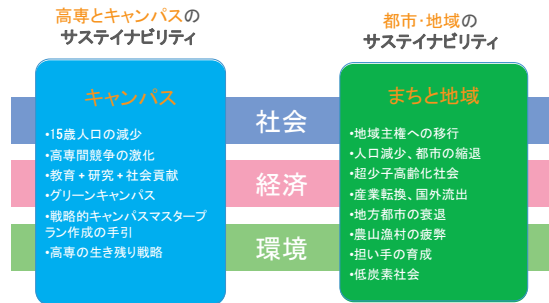 高専とキャンパスの
サステイナビリティ
都市・地域の
サステイナビリティ
キャンパス
•15歳人口の減少
•高専間競争の激化
•教育+研究+社会貢献
•グリーンキャンパス
•戦略的キャンパスマスタープ
ラン作成の手引
•高専の生き残り戦略
社会
経済
環境
まちと地域
•地域主権への移行
•人口減少、都市の縮退
•超少子高齢化社会
•産業転換、国外流出
•地方都市の衰退
•農山漁村の疲弊
•担い手の育成
•低炭素社会